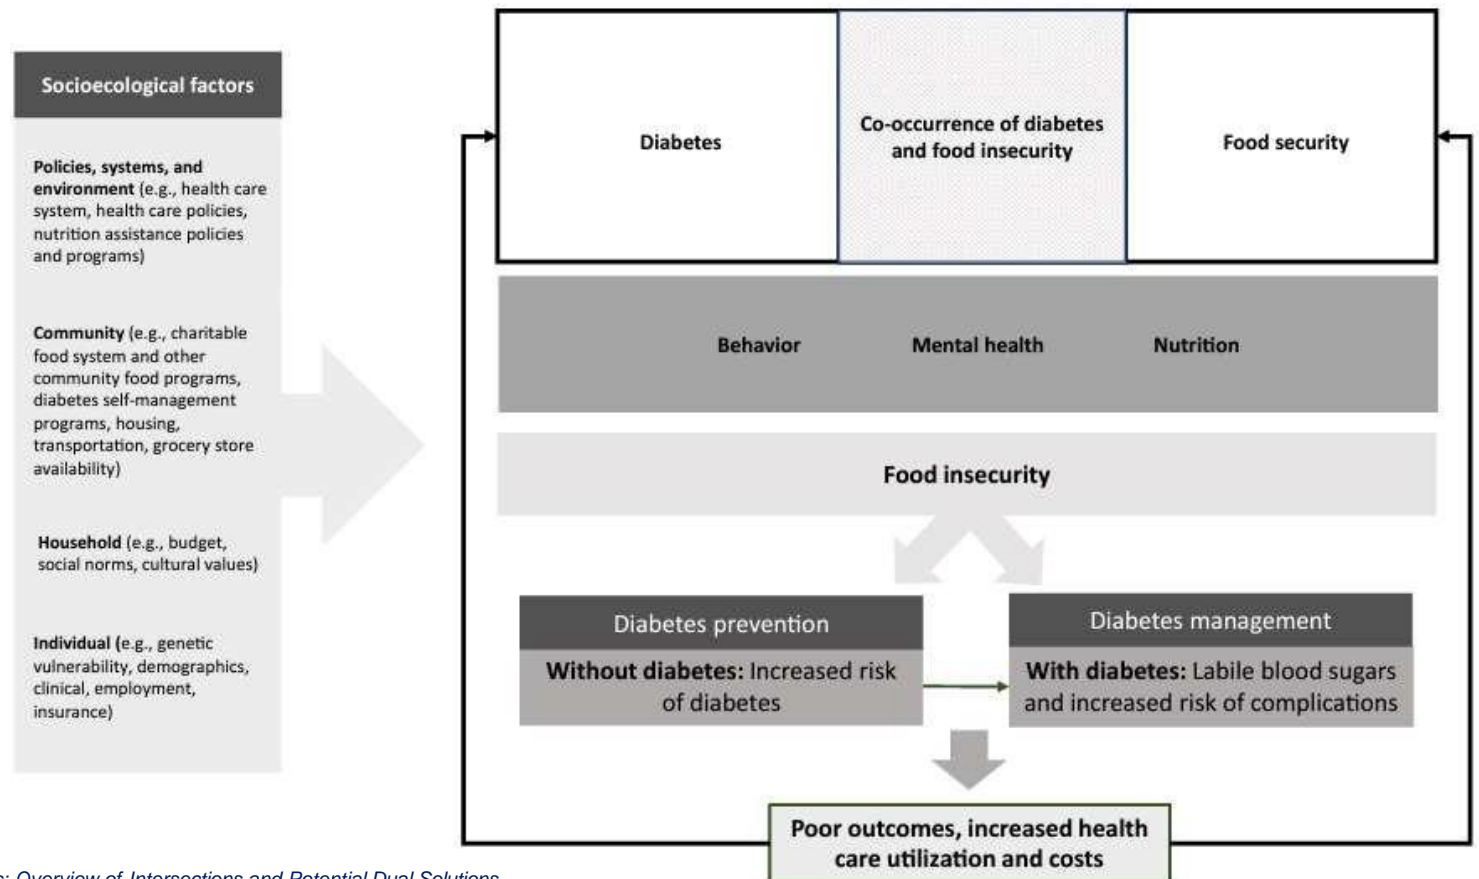 Socioecological factors
Policies, systems, and
environment (e.g., health care
system, health care policies,
nutrition assistance policies
and programs)
Community (e.g., charitable
food system and other
community food programs,
diabetes self-management
programs, housing,
transportation, grocery store
availability)
Household (e.g., budget,
social norms, cultural values)
Individual (e.g., genetic
vulnerability, demographics,
clinical, employment,
insurance)
Diabetes
Co-occurrence of diabetes
and food insecurity
Food security
Behavior Mental health Nutrition
Food insecurity
Diabetes prevention
Without diabetes: Increased risk
of diabetes
Diabetes management
With diabetes: Labile blood sugars
and increased risk of complications
Poor outcomes, increased health
care utilization and costs
: Overview of Intersections and Potential Dual Solutions